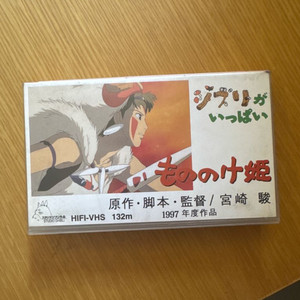 ジブリが
いっぱい
もののけ姫
原作・脚本・監督/宮崎 駿
HIFI-VHS 132m
1997 年度作品